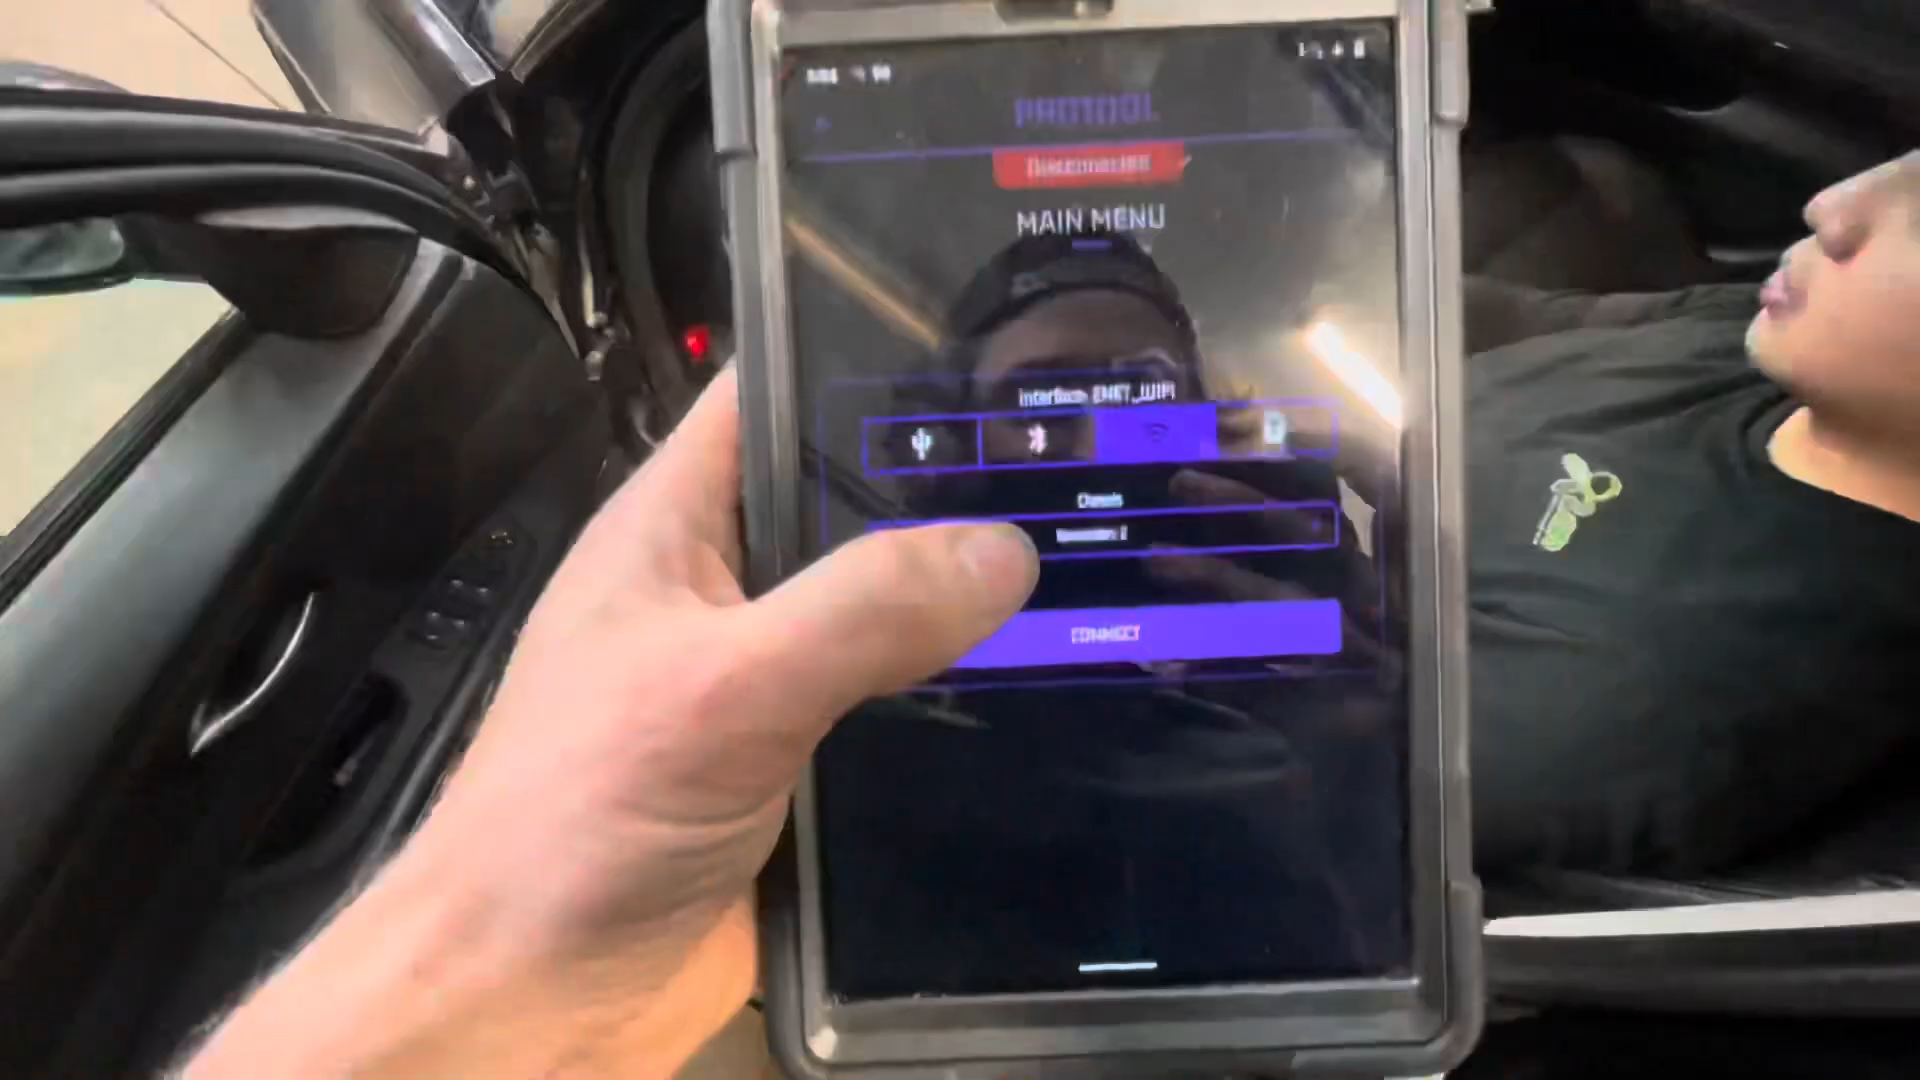 PROTOOL
Disconnected
MAIN MENU
Interface: ENET_WIFI
Chassis
CONNECT